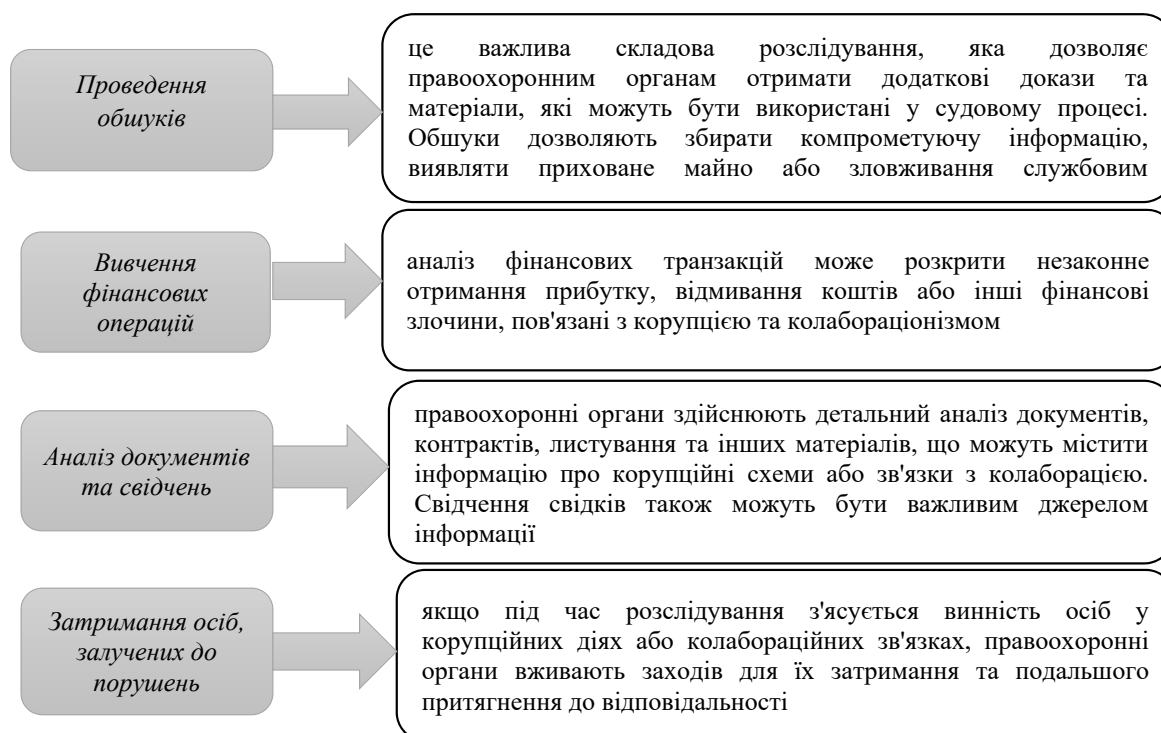 Проведення
обшуків
це важлива складова розслідування, яка дозволяє
правоохоронним органам отримати додаткові докази та
матеріали, які можуть бути використані у судовому процесі.
Обшуки дозволяють збирати компрометуючу інформацію,
виявляти приховане майно або зловживання службовим
Вивчення
фінансових
операцій
аналіз фінансових транзакцій може розкрити незаконне
отримання прибутку, відмивання коштів або інші фінансові
злочини, пов'язані з корупцією та колабораціонізмом
Аналіз документів
та свідчень
правоохоронні органи здійснюють детальний аналіз документів,
контрактів, листування та інших матеріалів, що можуть містити
інформацію про корупційні схеми або зв'язки з колаборацією.
Свідчення свідків також можуть бути важливим джерелом
інформації
Затримання осіб,
залучених до
порушень
якщо під час розслідування з'ясується винність осіб у
корупційних діях або колабораційних зв'язках, правоохоронні
органи вживають заходів для їх затримання та подальшого
притягнення до відповідальності